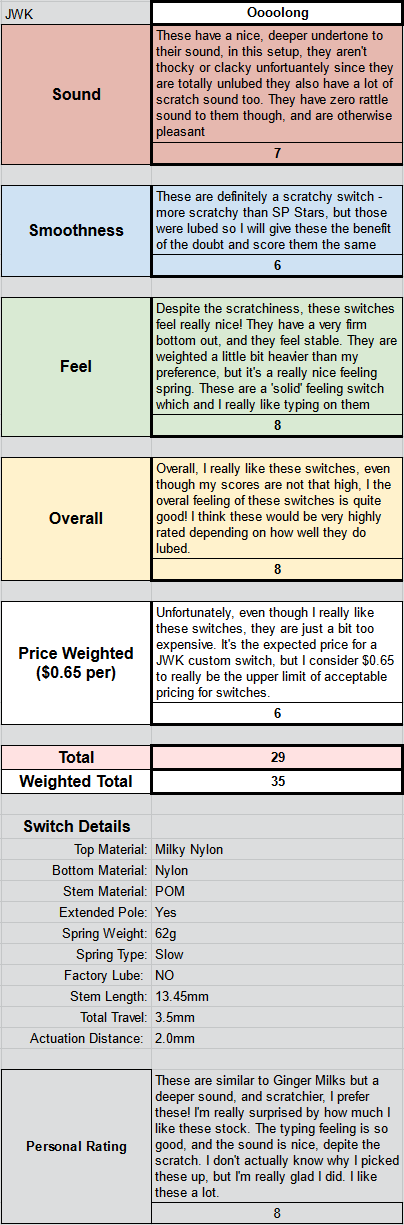 JWK
Oooolong
Sound
These have a nice, deeper undertone to
their sound, in this setup, they aren't
thocky or clacky unfortuantely since they
are totally unlubed they also have a lot of
scratch sound too. They have zero rattle
sound to them though, and are otherwise
pleasant
7
Smoothness
These are definitely a scratchy switch -
more scratchy than SP Stars, but those
were lubed so I will give these the benefit
of the doubt and score them the same
6
Feel
Despite the scratchiness, these switches
feel really nice! They have a very firm
bottom out, and they feel stable. They are
weighted a little bit heavier than my
preference, but it's a really nice feeling
spring. These are a 'solid' feeling switch
which and I really like typing on them
8
Overall
Overall, I really like these switches, even
though my scores are not that high, I the
overal feeling of these switches is quite
good! I think these would be very highly
rated depending on how well they do
lubed.
8
Price Weighted
($0.65 per)
Unfortunately, even though I really like
these switches, they are just a bit too
expensive. It's the expected price for a
JWK custom switch, but I consider $0.65
to really be the upper limit of acceptable
pricing for switches.
6
Total
29
Weighted Total
35
Switch Details
Top Material: Milky Nylon
Bottom Material: Nylon
Stem Material: POM
Extended Pole: Yes
Spring Weight: 62g
Spring Type: Slow
Factory Lube: NO
Stem Length: 13.45mm
Total Travel: 3.5mm
Actuation Distance: 2.0mm
Personal Rating
These are similar to Ginger Milks but a
deeper sound, and scratchier, I prefer
these! I'm really surprised by how much I
like these stock. The typing feeling is so
good, and the sound is nice, depite the
scratch. I don't actually know why I picked
these up, but I'm really glad I did. I like
these a lot.
8